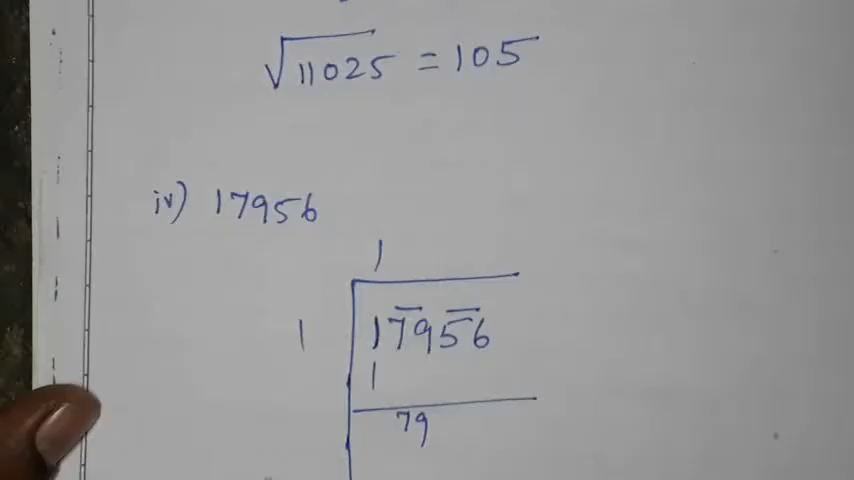 √11025 = 105
iv) 17956
1
1 17956
1
79